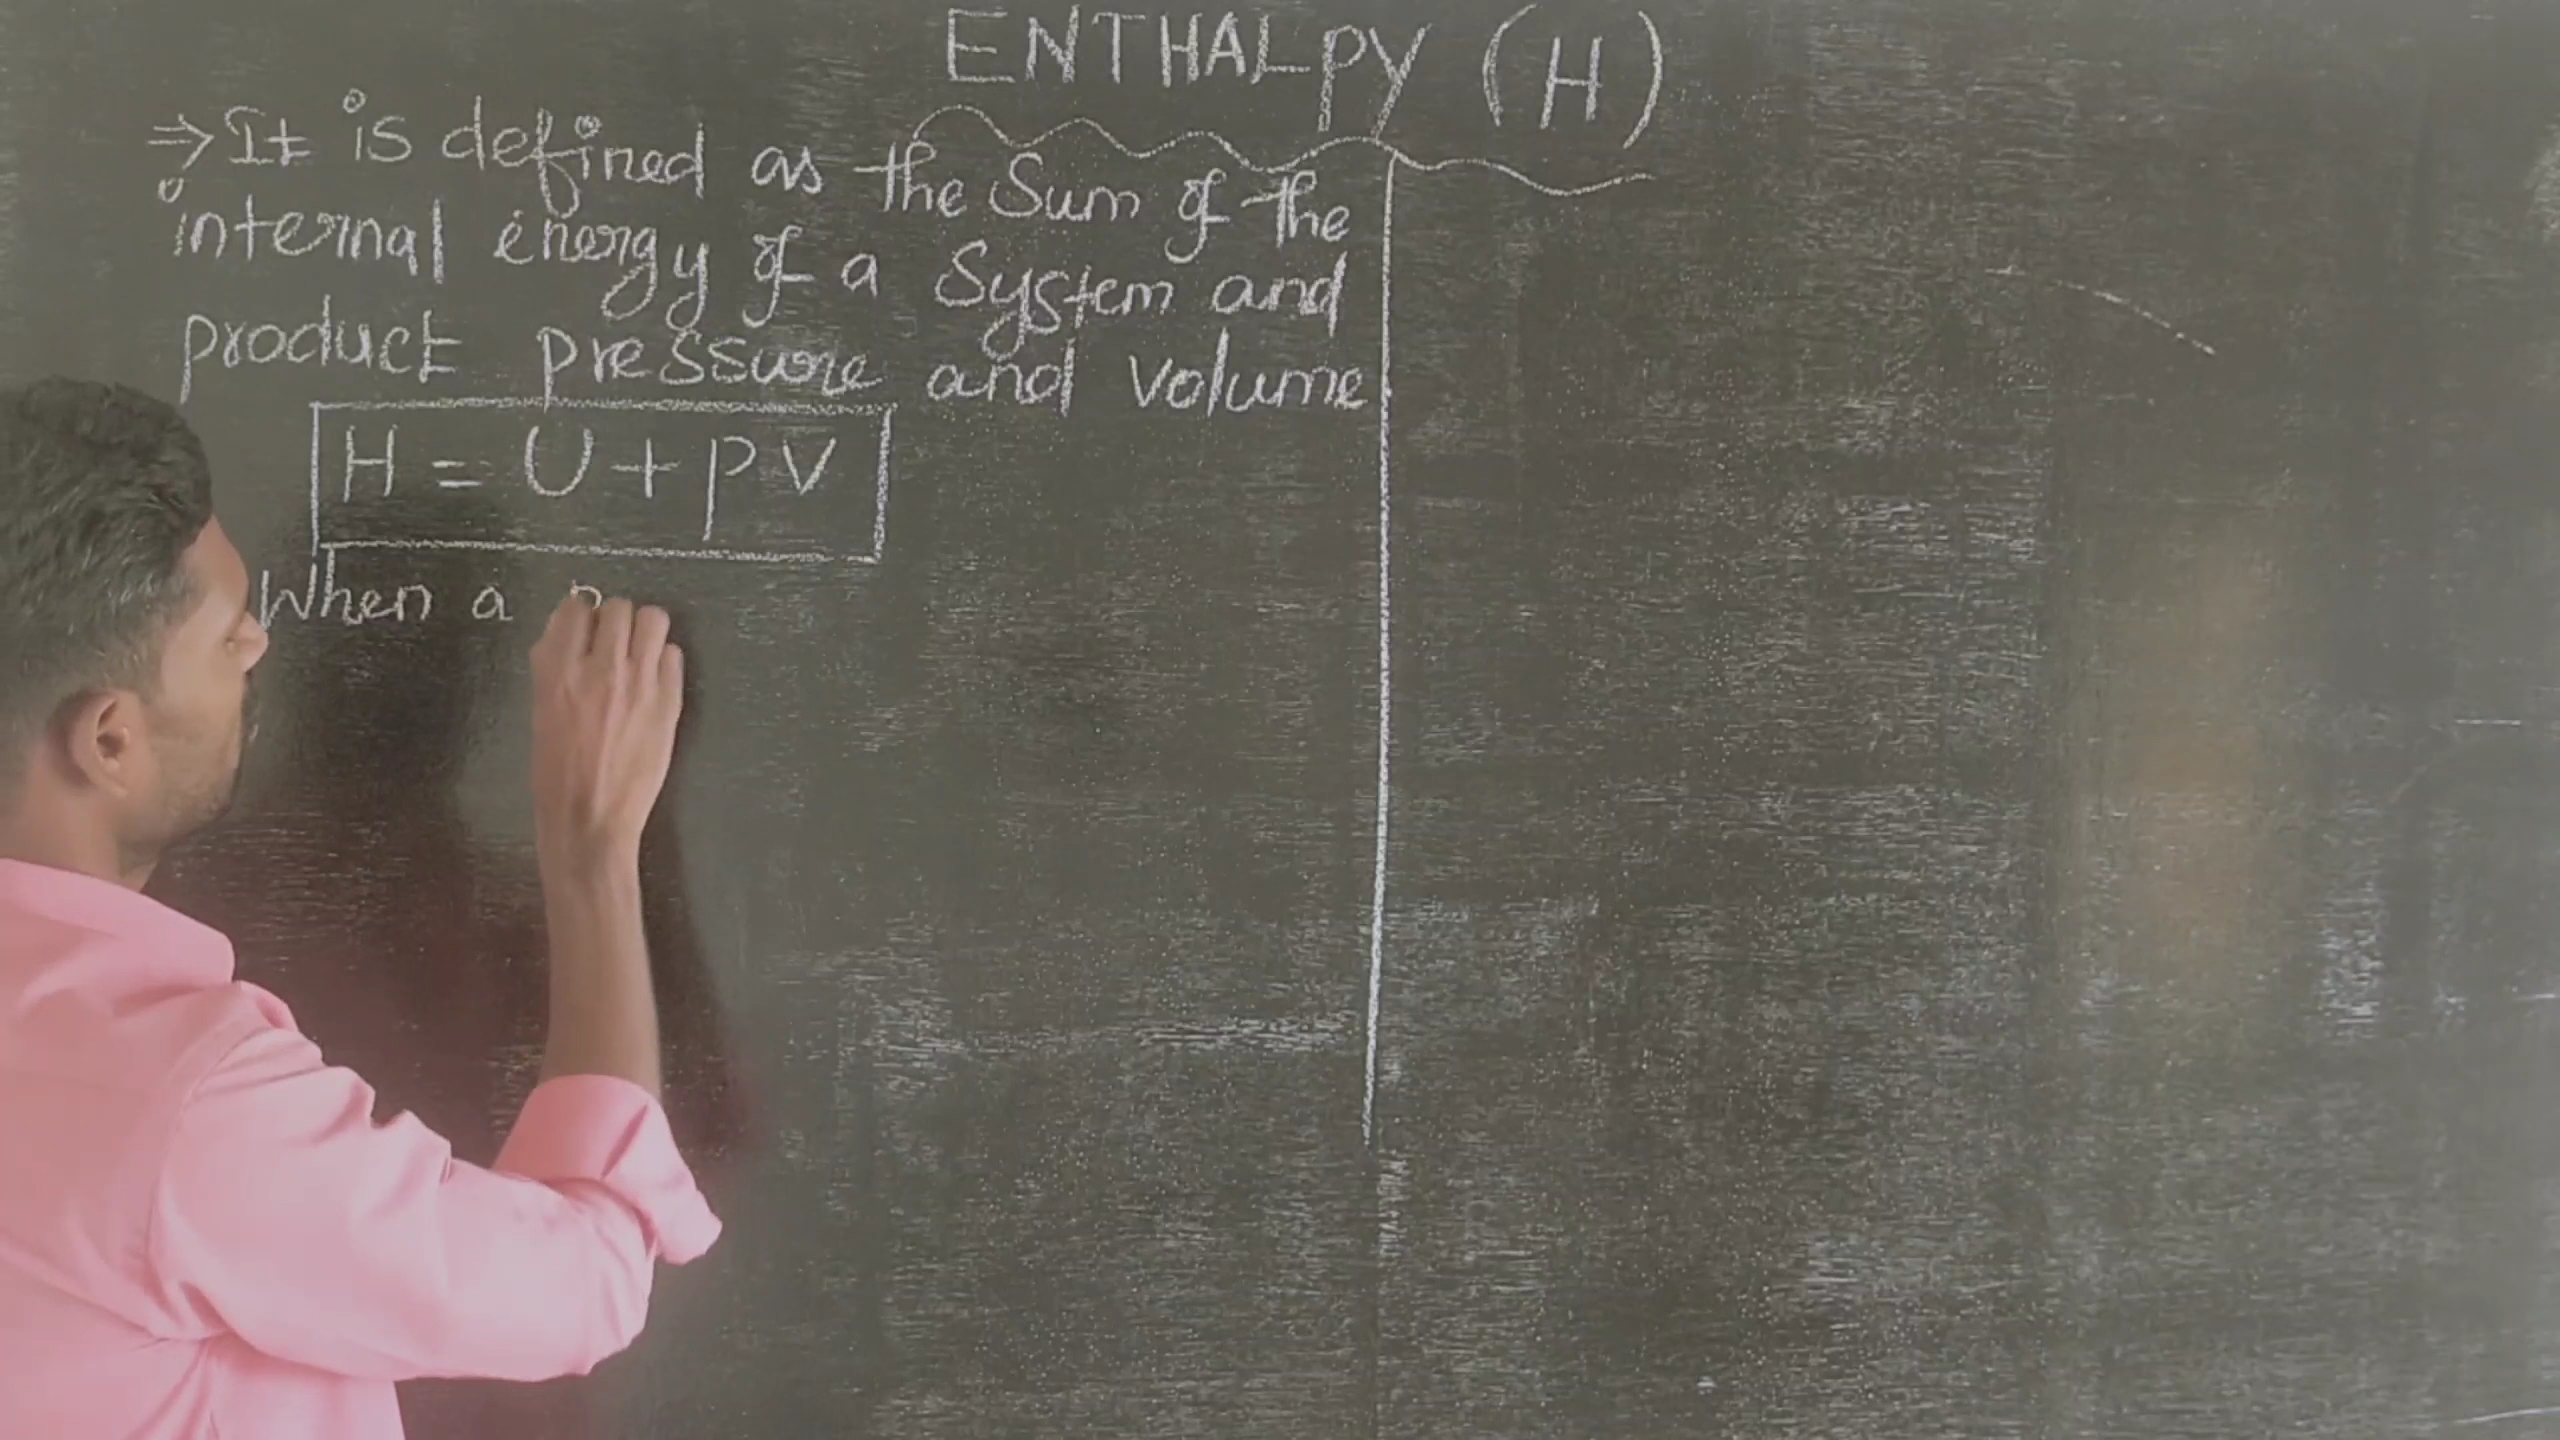 ENTHALPY (H)
⇒ It is defined as the Sum of the
internal energy of a System and
product pressure and volume
H = U + PV
When a